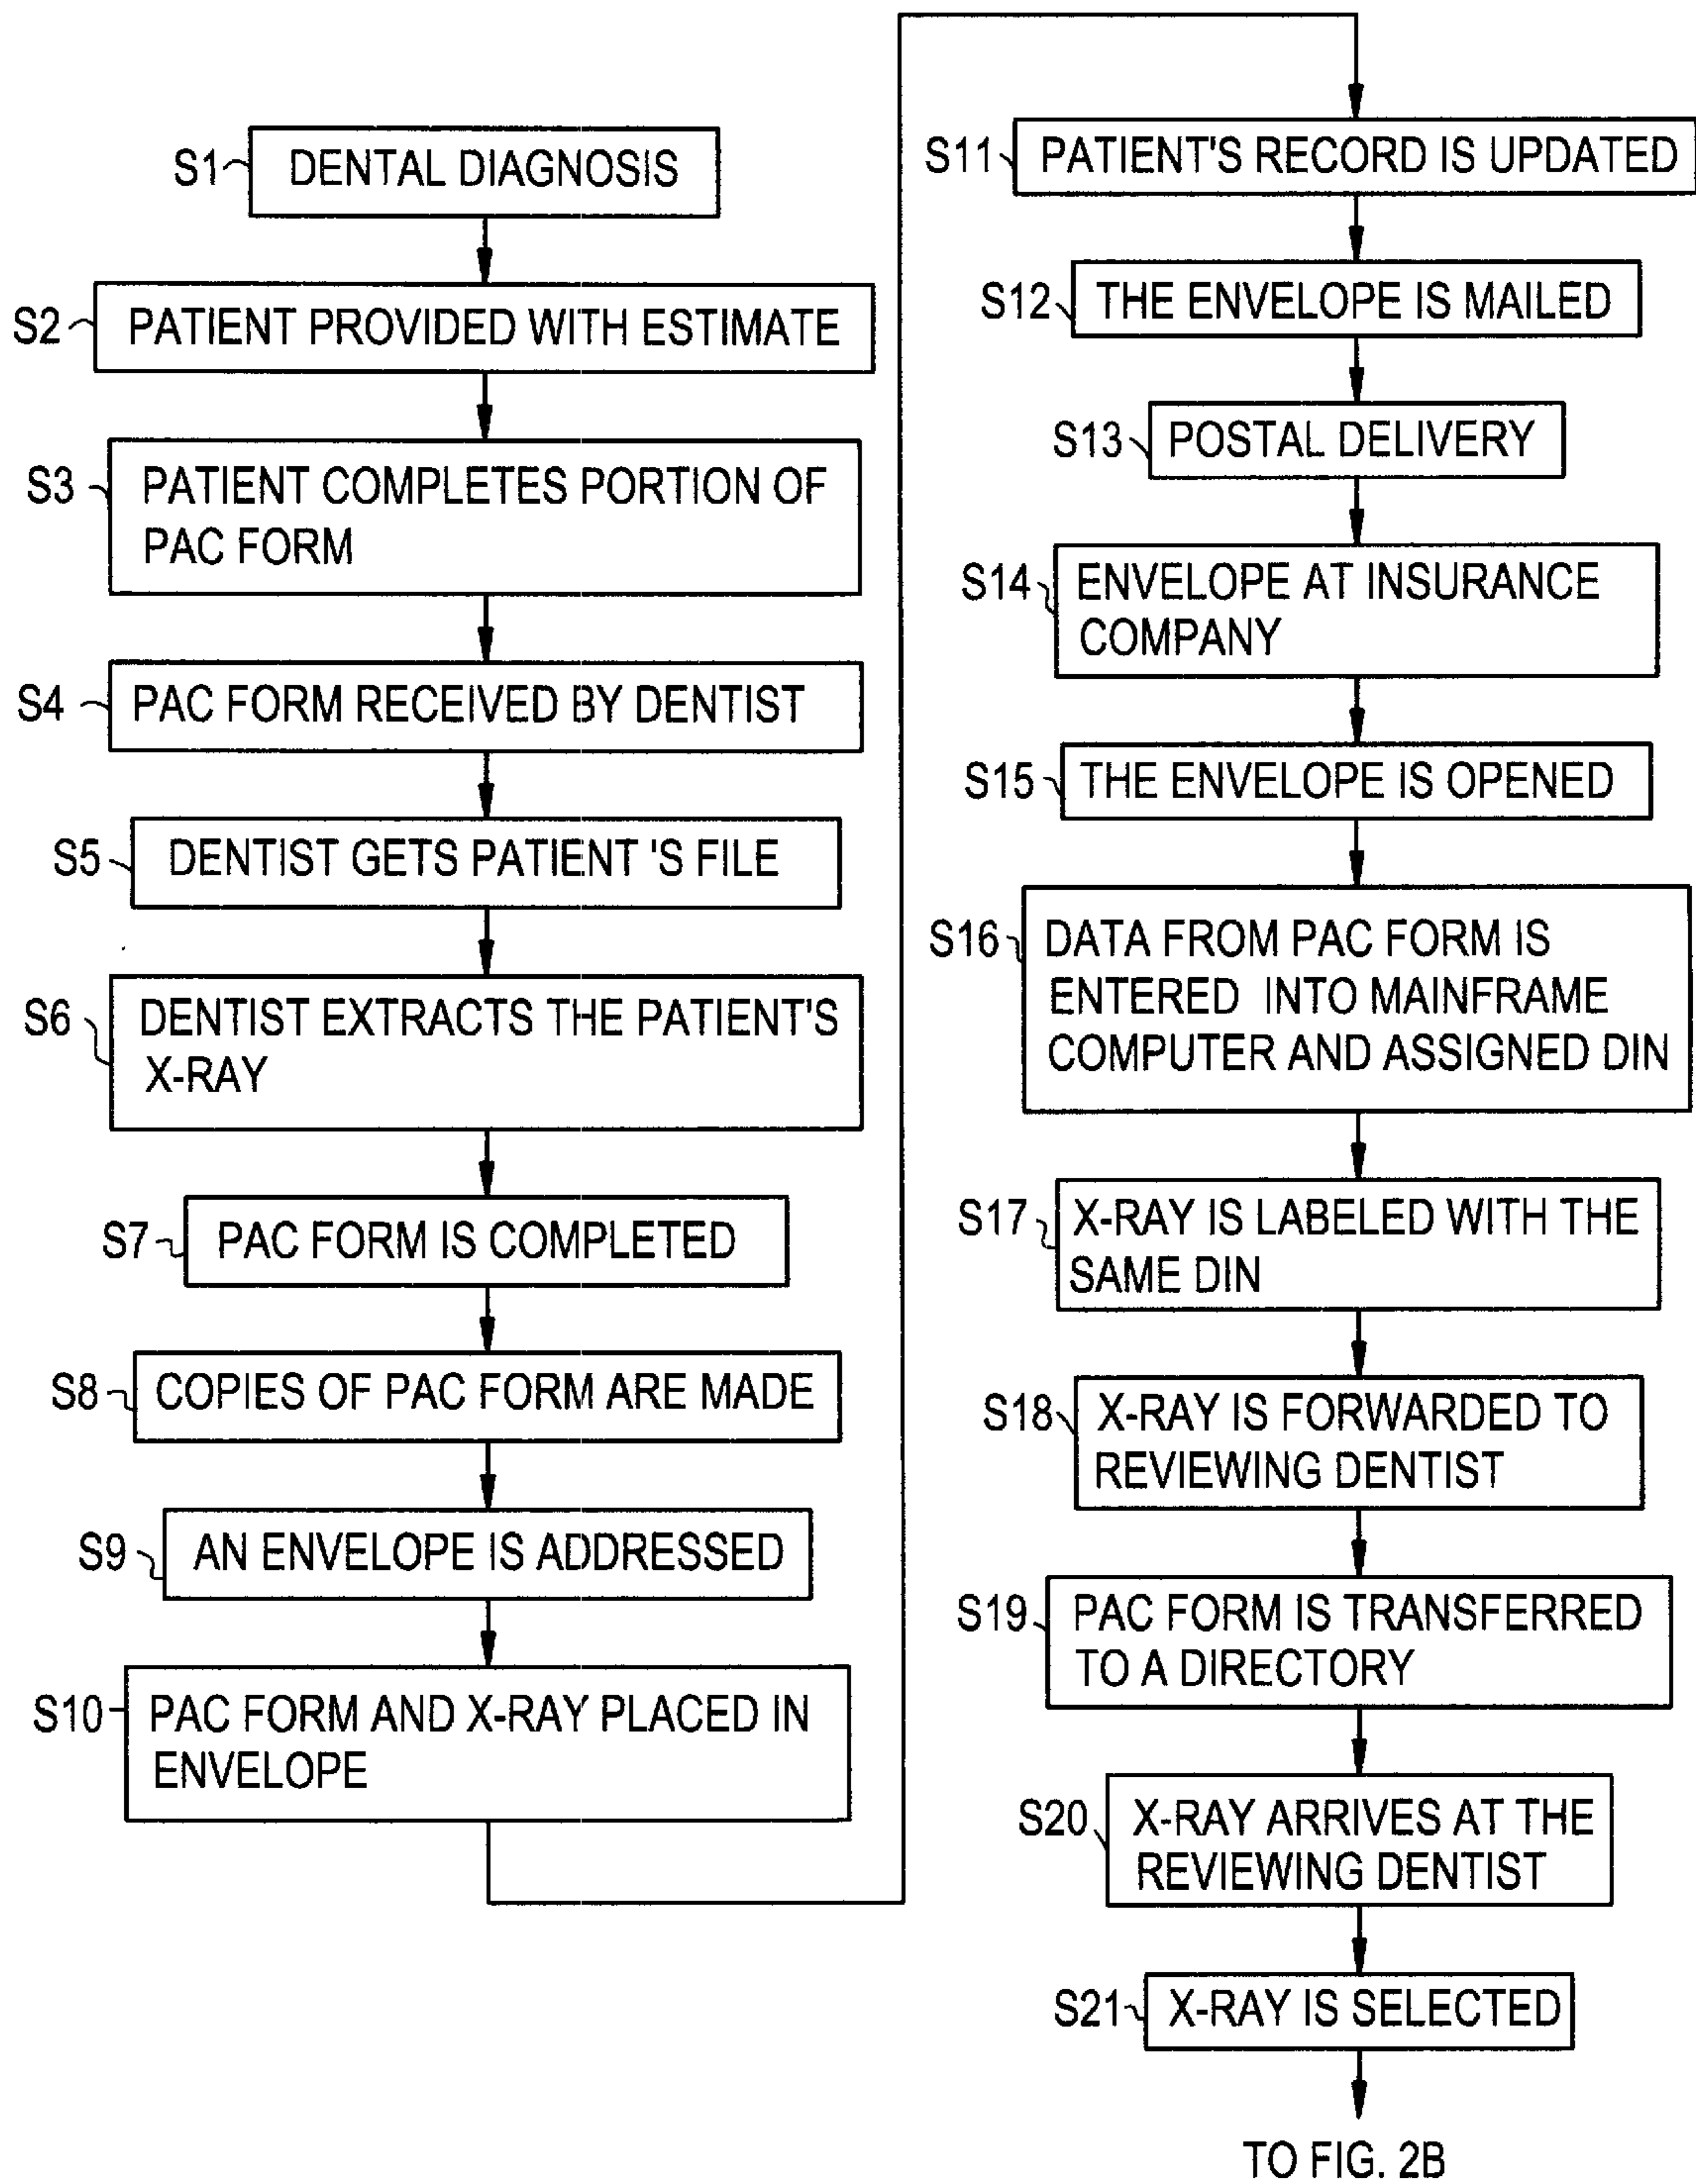 S1
DENTAL DIAGNOSIS
S2
PATIENT PROVIDED WITH ESTIMATE
S3
PATIENT COMPLETES PORTION OF
PAC FORM
S4
PAC FORM RECEIVED BY DENTIST
S5
DENTIST GETS PATIENT 'S FILE
S6
DENTIST EXTRACTS THE PATIENT'S
X-RAY
S7
PAC FORM IS COMPLETED
S8
COPIES OF PAC FORM ARE MADE
S9
AN ENVELOPE IS ADDRESSED
S10
PAC FORM AND X-RAY PLACED IN
ENVELOPE
S11
PATIENT'S RECORD IS UPDATED
S12
THE ENVELOPE IS MAILED
S13
POSTAL DELIVERY
S14
ENVELOPE AT INSURANCE
COMPANY
S15
THE ENVELOPE IS OPENED
S16
DATA FROM PAC FORM IS
ENTERED INTO MAINFRAME
COMPUTER AND ASSIGNED DIN
S17
X-RAY IS LABELED WITH THE
SAME DIN
S18
X-RAY IS FORWARDED TO
REVIEWING DENTIST
S19
PAC FORM IS TRANSFERRED
TO A DIRECTORY
S20
X-RAY ARRIVES AT THE
REVIEWING DENTIST
S21
X-RAY IS SELECTED
TO FIG. 2B